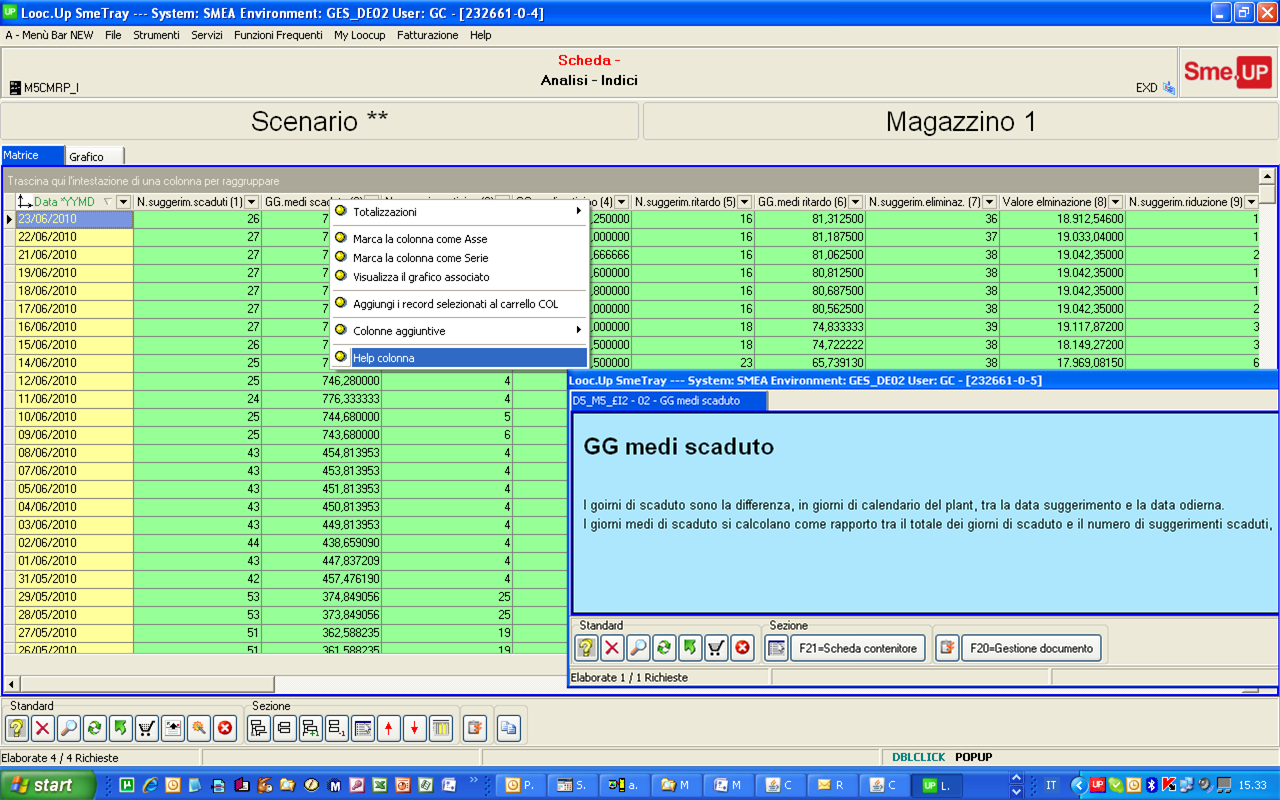 Looc.Up SmeTray --- System: SMEA Environment: GES_DE02 User: GC - [232661-0-4]
A - Menù Bar NEW File Strumenti Servizi Funzioni Frequenti My Loocup Fatturazione Help
Scheda -
Analisi - Indici
M5CMRP_I
EXD
Sme.UP
Scenario **
Magazzino 1
Matrice Grafico
Trascina qui l'intestazione di una colonna per raggruppare
Data *YYMD N.suggerim.scaduti (1) GG.medi N.suggerim.ritardo (5) GG.medi ritardo (6) N.suggerim.eliminaz. (7) Valore elminazione (8) N.suggerim.riduzione (9)
23/06/2010 26 7 ,250000 16 81,312500 36 18.912,54600 1
22/06/2010 27 7 ,000000 16 81,187500 37 19.033,04000 1
21/06/2010 27 7 ,666666 16 81,062500 38 19.042,35000 2
19/06/2010 27 7 ,600000 16 80,812500 38 19.042,35000 1
18/06/2010 27 7 ,800000 16 80,687500 38 19.042,35000 1
17/06/2010 27 7 ,000000 16 80,562500 38 19.042,35000 2
16/06/2010 27 7 ,000000 18 74,833333 39 19.117,87200 3
15/06/2010 26 7 ,500000 18 74,722222 38 18.149,27200 3
14/06/2010 25 7 ,500000 23 65,739130 38 17.969,08150 6
12/06/2010 25 746,280000 4
11/06/2010 24 776,333333 4
10/06/2010 25 744,680000 5
09/06/2010 25 743,680000 6
08/06/2010 43 454,813953 4
07/06/2010 43 453,813953 4
05/06/2010 43 451,813953 4
04/06/2010 43 450,813953 4
03/06/2010 43 449,813953 4
02/06/2010 44 438,659090 4
01/06/2010 43 447,837209 4
31/05/2010 42 457,476190 4
29/05/2010 53 374,849056 25
28/05/2010 53 373,849056 25
27/05/2010 51 362,588235 19
26/05/2010 51 361,588235 19
Totalizzazioni
Marca la colonna come Asse
Marca la colonna come Serie
Visualizza il grafico associato
Aggiungi i record selezionati al carrello COL
Colonne aggiuntive
Help colonna
Looc.Up SmeTray --- System: SMEA Environment: GES_DE02 User: GC - [232661-0-5]
D5_M5_£I2 - 02 - GG medi scaduto
GG medi scaduto
I goirni di scaduto sono la differenza, in giorni di calendario del plant, tra la data suggerimento e la data odierna.
I giorni medi di scaduto si calcolano come rapporto tra il totale dei giorni di scaduto e il numero di suggerimenti scaduti,
Standard Sezione
F21=Scheda contenitore F20=Gestione documento
Elaborate 1 / 1 Richieste
Standard Sezione
Elaborate 4 / 4 Richieste
DBLCLICK POPUP
start P. S. a. M M C R C L. IT 15.33